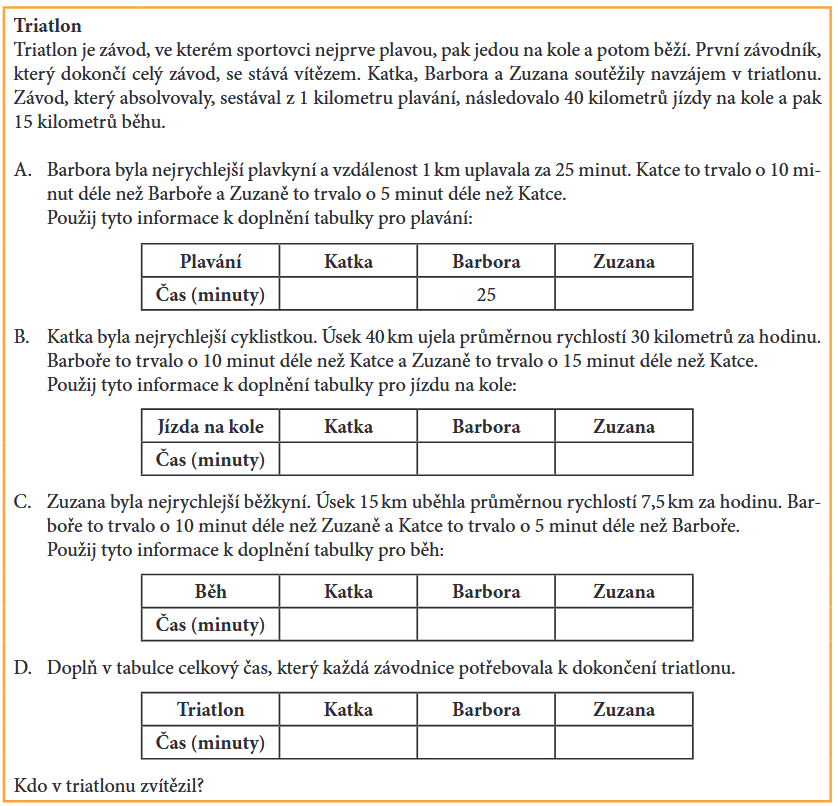 Triatlon
Triatlon je závod, ve kterém sportovci nejprve plavou, pak jedou na kole a potom běží. První závodník,
který dokončí celý závod, se stává vítězem. Katka, Barbora a Zuzana soutěžily navzájem v triatlonu.
Závod, který absolvovaly, sestával z 1 kilometru plavání, následovalo 40 kilometrů jízdy na kole a pak
15 kilometrů běhu.
A. Barbora byla nejrychlejší plavkyní a vzdálenost 1 km uplavala za 25 minut. Katce to trvalo o 10 mi-
nut déle než Barboře a Zuzaně to trvalo o 5 minut déle než Katce.
Použij tyto informace k doplnění tabulky pro plavání:
Plavání Katka Barbora Zuzana
Čas (minuty) 25
B. Katka byla nejrychlejší cyklistkou. Úsek 40 km ujela průměrnou rychlostí 30 kilometrů za hodinu.
Barboře to trvalo o 10 minut déle než Katce a Zuzaně to trvalo o 15 minut déle než Katce.
Použij tyto informace k doplnění tabulky pro jízdu na kole:
Jízda na kole Katka Barbora Zuzana
Čas (minuty)
C. Zuzana byla nejrychlejší běžkyní. Úsek 15 km uběhla průměrnou rychlostí 7,5 km za hodinu. Bar-
boře to trvalo o 10 minut déle než Zuzaně a Katce to trvalo o 5 minut déle než Barboře.
Použij tyto informace k doplnění tabulky pro běh:
Běh Katka Barbora Zuzana
Čas (minuty)
D. Doplň v tabulce celkový čas, který každá závodnice potřebovala k dokončení triatlonu.
Triatlon Katka Barbora Zuzana
Čas (minuty)
Kdo v triatlonu zvítězil?